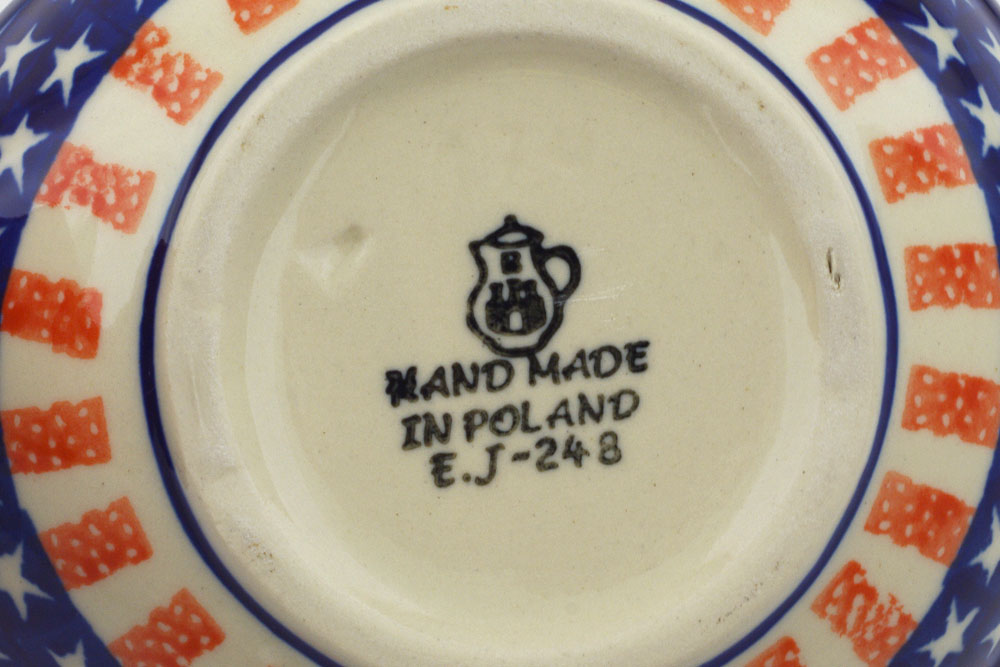 HAND MADE
IN POLAND
E.J-248